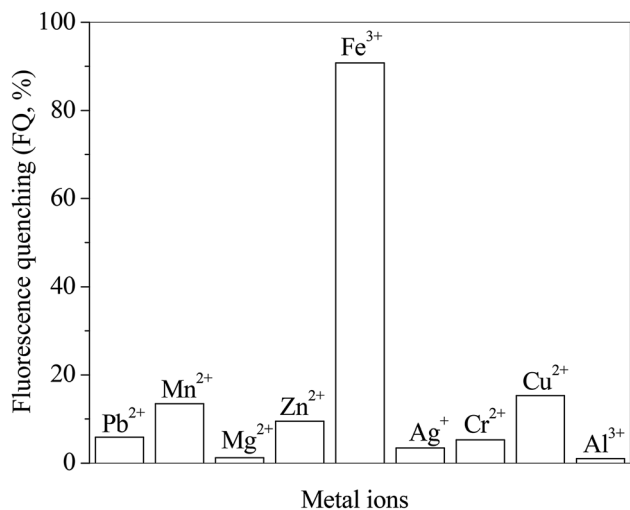 Fluorescence quenching (FQ, %)
100
80
60
40
20
0
Pb²⁺
Mn²⁺
Mg²⁺
Zn²⁺
Fe³⁺
Ag⁺
Cr²⁺
Cu²⁺
Al³⁺
Metal ions